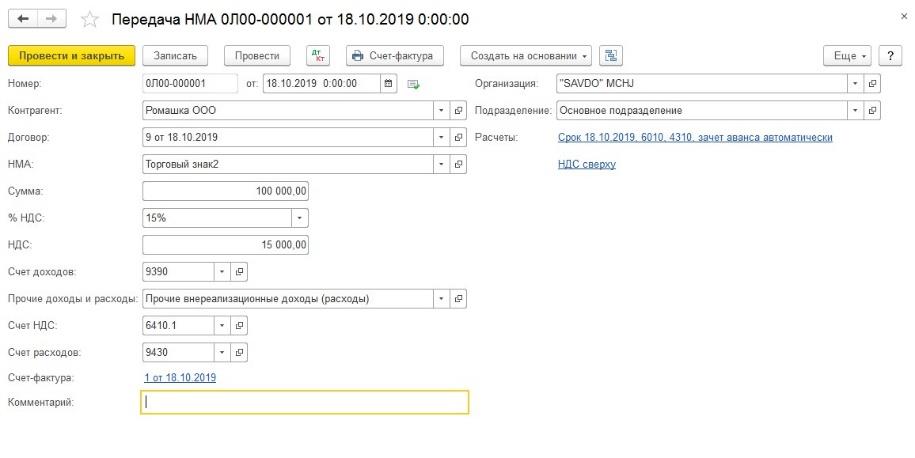 Передача НМА 0Л00-000001 от 18.10.2019 0:00:00
Провести и закрыть Записать Провести Дт Кт Счет-фактура Создать на основании Еще ?
Номер: 0Л00-000001 от: 18.10.2019 0:00:00 Организация: "SAVDO" MCHJ
Контрагент: Ромашка ООО Подразделение: Основное подразделение
Договор: 9 от 18.10.2019 Расчеты: Срок 18.10.2019, 6010, 4310, зачет аванса автоматически
НМА: Торговый знак2 НДС сверху
Сумма: 100 000,00
% НДС: 15%
НДС: 15 000,00
Счет доходов: 9390
Прочие доходы и расходы: Прочие внереализационные доходы (расходы)
Счет НДС: 6410.1
Счет расходов: 9430
Счет-фактура: 1 от 18.10.2019
Комментарий: